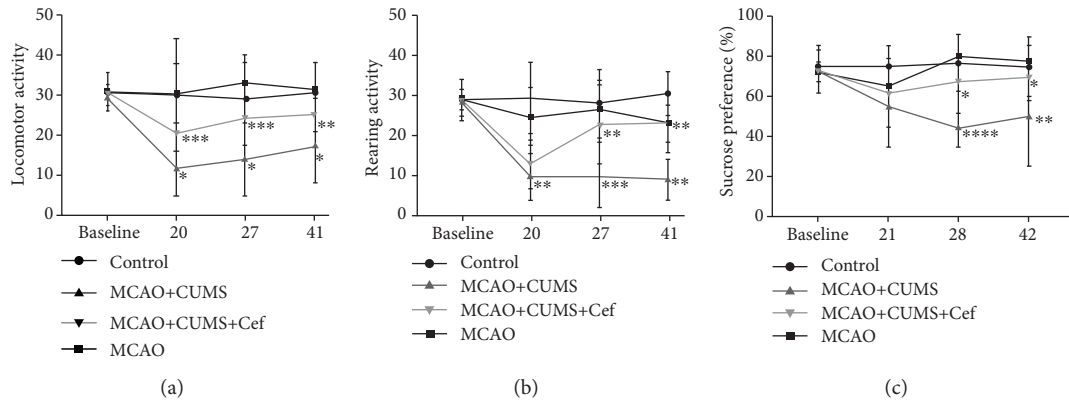 50
40
30
20
10
0
Locomotor activity
***
*
***
*
**
*
Baseline 20 27 41
Control
MCAO+CUMS
MCAO+CUMS+Cef
MCAO
(a)
50
40
30
20
10
0
Rearing activity
**
**
***
**
**
Baseline 20 27 41
Control
MCAO+CUMS
MCAO+CUMS+Cef
MCAO
(b)
100
80
60
40
20
0
Sucrose preference (%)
*
****
*
**
Baseline 21 28 42
Control
MCAO+CUMS
MCAO+CUMS+Cef
MCAO
(c)